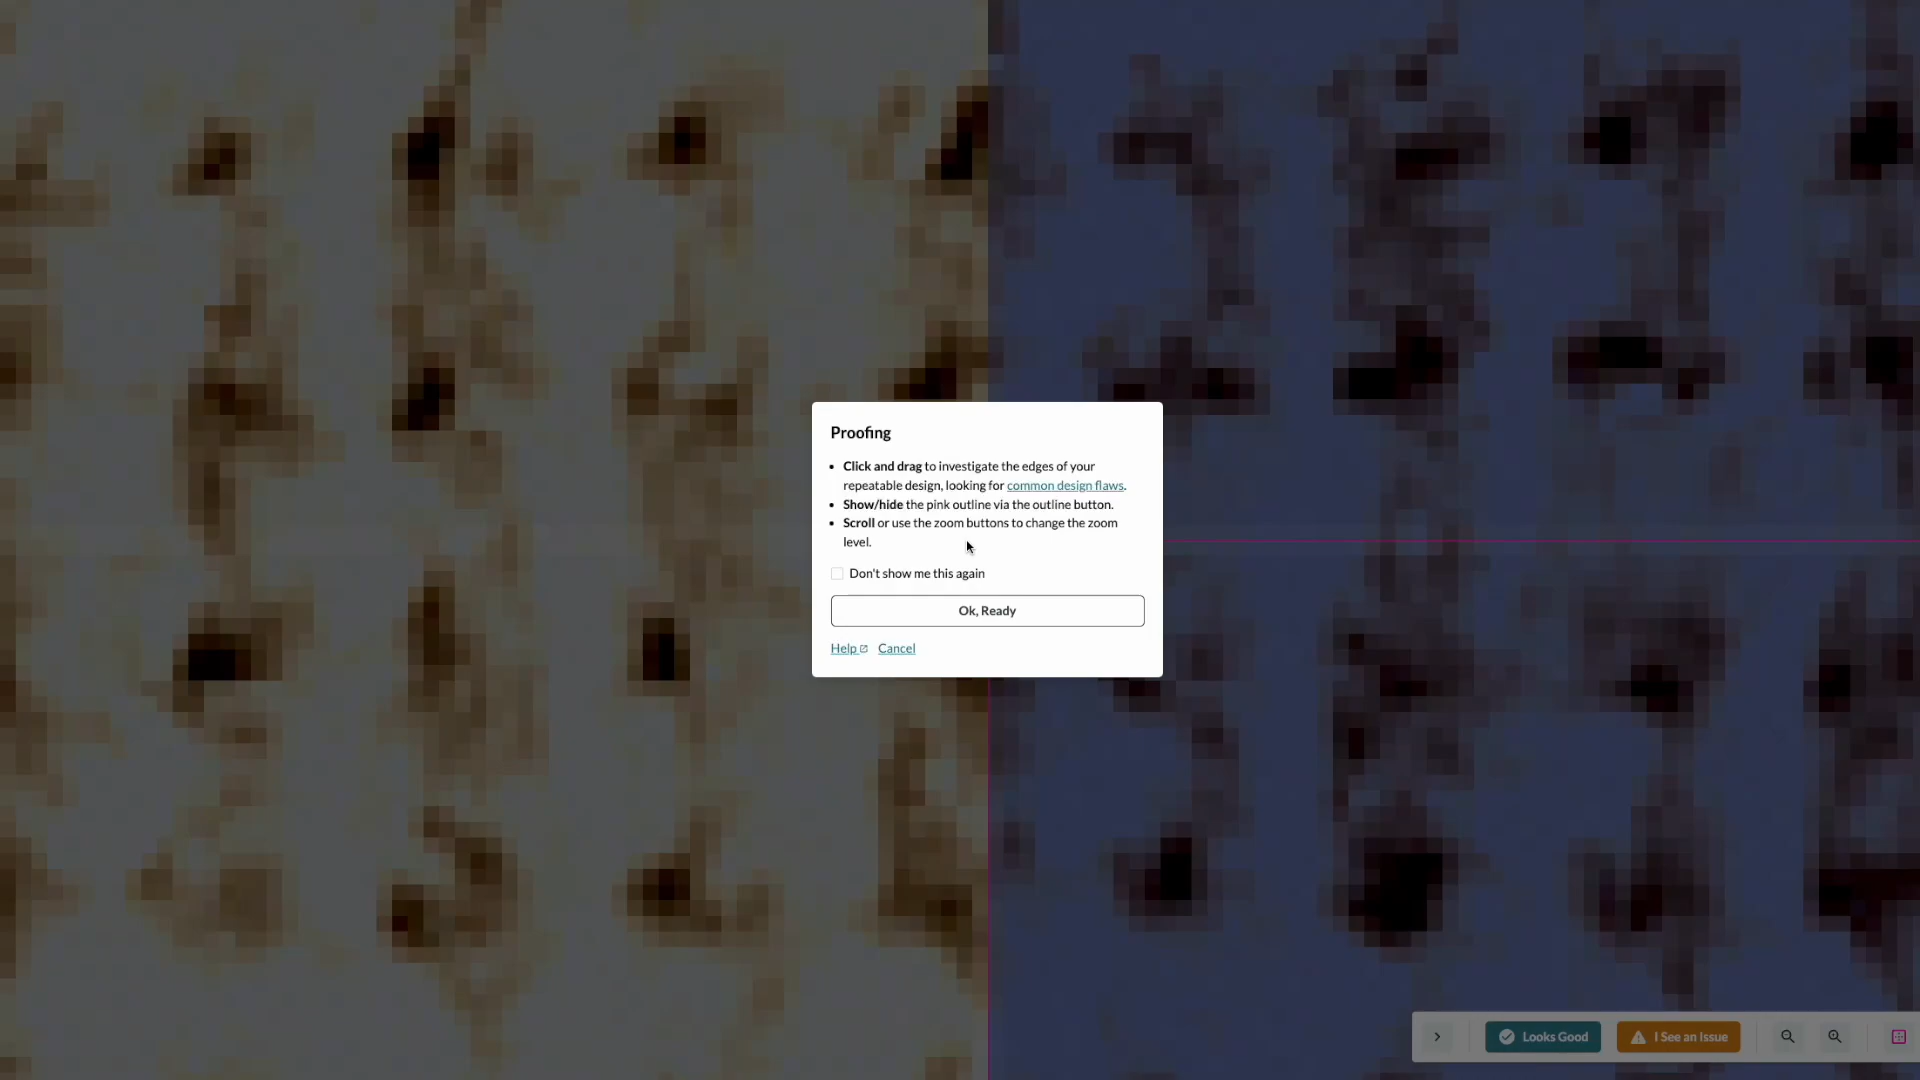 Proofing
Click and drag to investigate the edges of your
repeatable design, looking for common design flaws.
Show/hide the pink outline via the outline button.
Scroll or use the zoom buttons to change the zoom
level.
Don't show me this again
Ok, Ready
Help Cancel
Looks Good I See an Issue